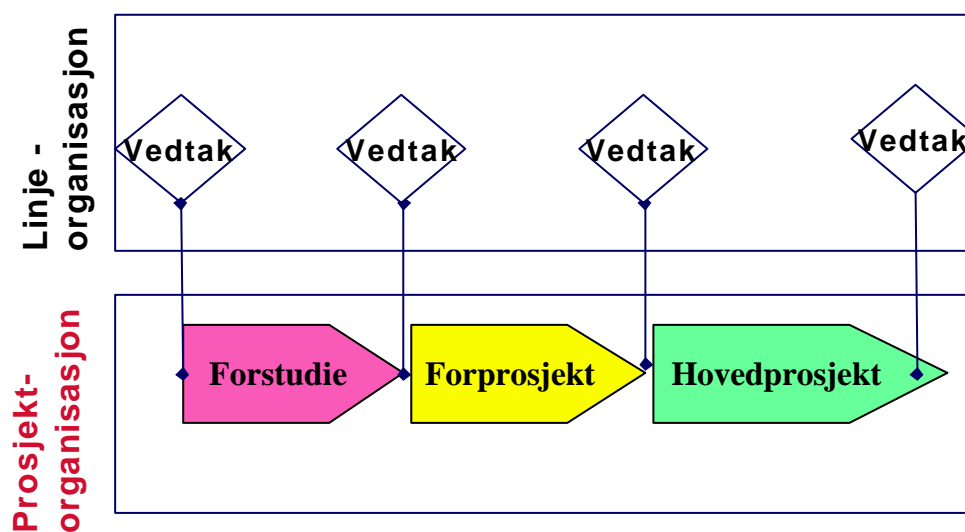 Linje -
organisasjon
Vedtak
Vedtak
Vedtak
Vedtak
Prosjekt-
organisasjon
Forstudie
Forprosjekt
Hovedprosjekt